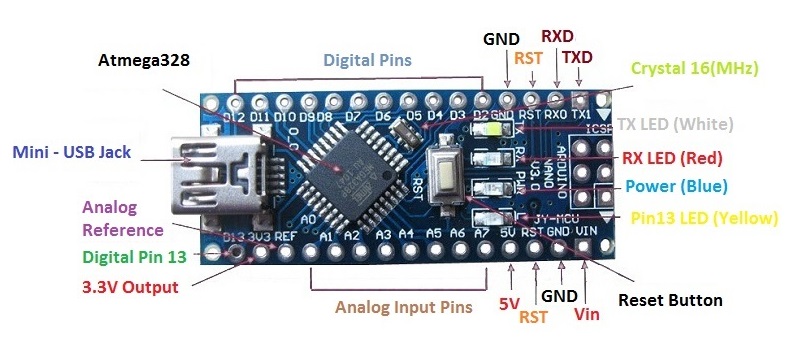 GND
RXD
RST
TXD
Atmega328
Digital Pins
Crystal 16(MHz)
D12 D11 D10 D9 D8 D7 D6 D5 D4 D3 D2 GND RST RX0 TX1
TX LED (White)
TX
ICSP
Mini - USB Jack
RX LED (Red)
RX
ARDUINO
NANO
V3.0
RST
PWR
Power (Blue)
Analog
Reference
Pin13 LED (Yellow)
L
JY-MCU
A0
D13 3V3 REF A1 A2 A3 A4 A5 A6 A7 5V RST GND VIN
Digital Pin 13
3.3V Output
Analog Input Pins
5V
RST
GND
Vin
Reset Button